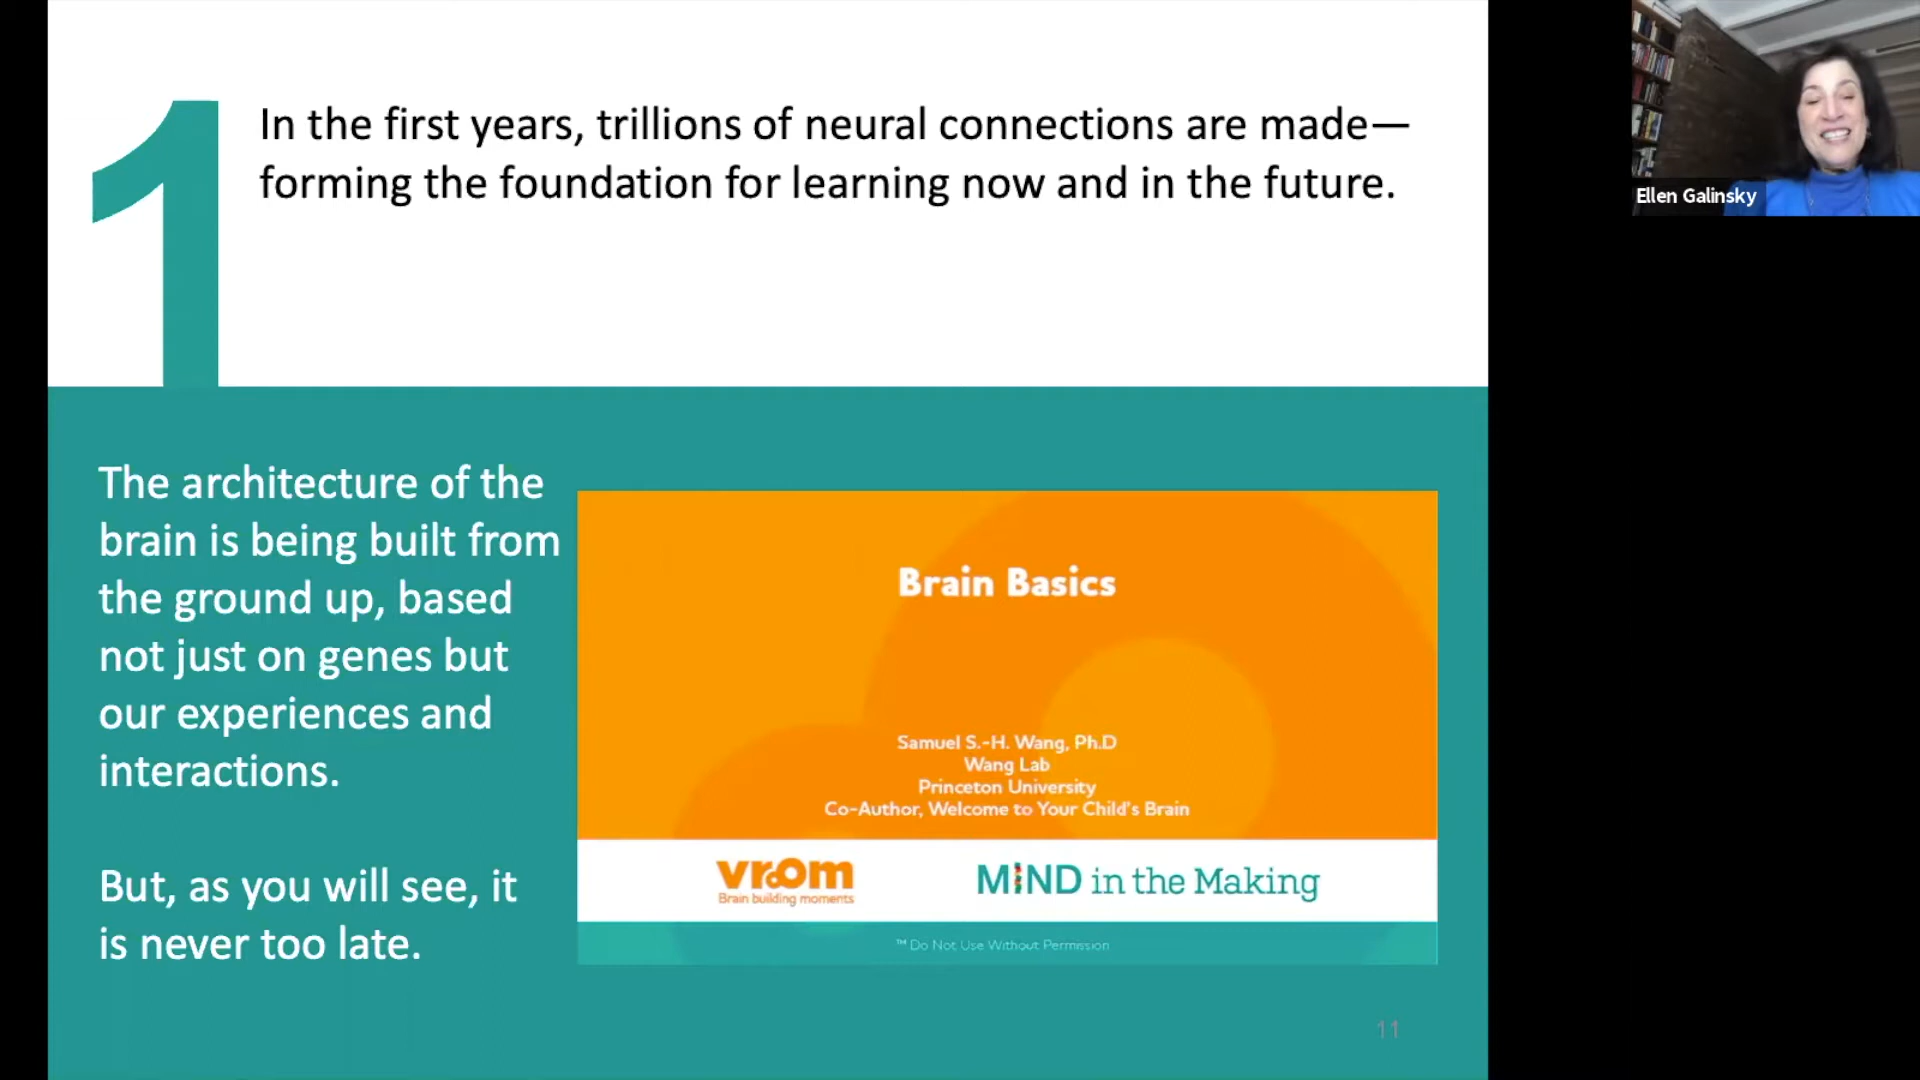 1
In the first years, trillions of neural connections are made—
forming the foundation for learning now and in the future.
The architecture of the
brain is being built from
the ground up, based
not just on genes but
our experiences and
interactions.
But, as you will see, it
is never too late.
Brain Basics
Samuel S.-H. Wang, Ph.D
Wang Lab
Princeton University
Co-Author, Welcome to Your Child's Brain
vroom
Brain building moments
MIND in the Making
™ Do Not Use Without Permission
11
Ellen Galinsky